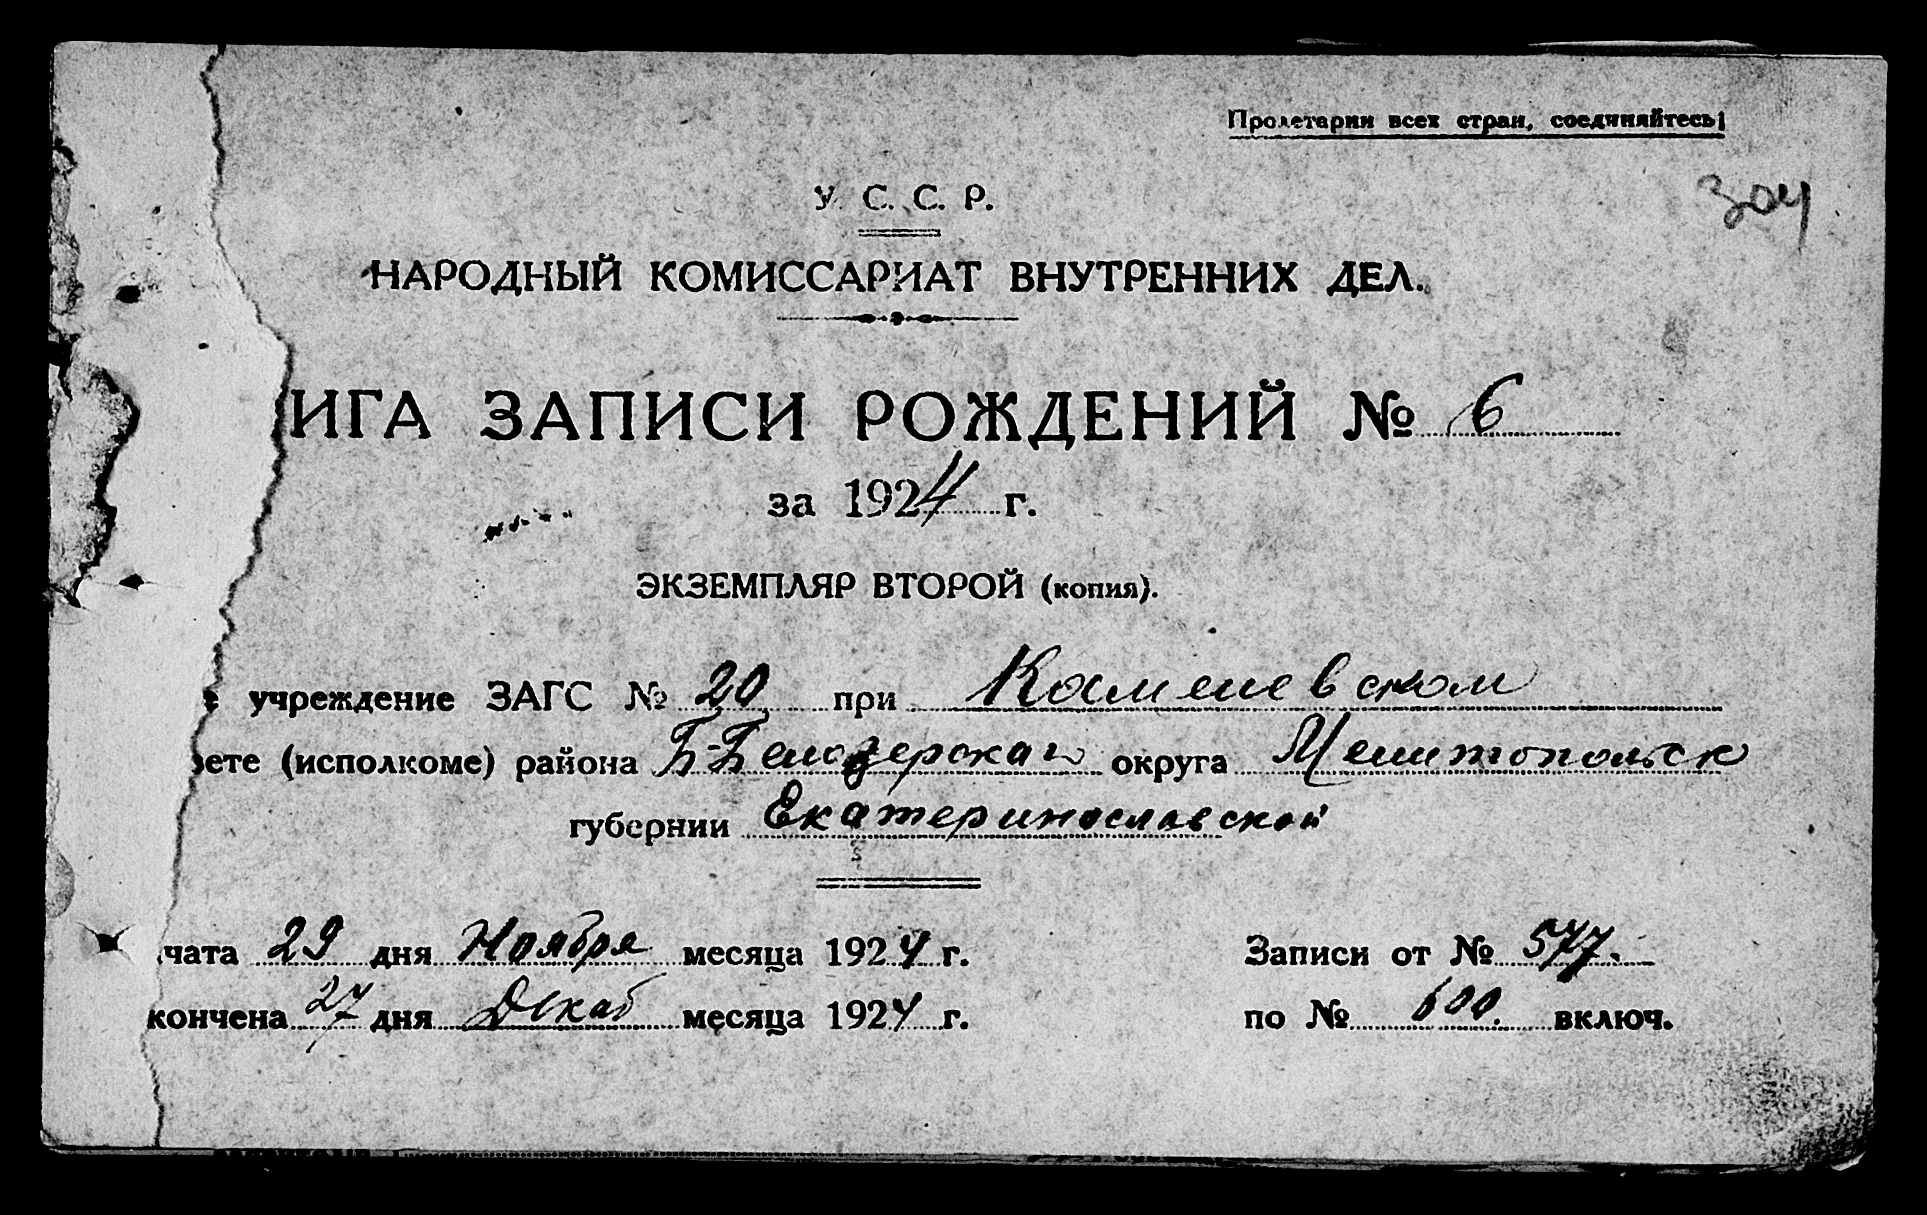 Пролетарии всех стран, соединяйтесь!
304
У. С. С. Р.
НАРОДНЫЙ КОМИССАРИАТ ВНУТРЕННИХ ДЕЛ.
ИГА ЗАПИСИ РОЖДЕНИЙ № 6
за 1924 г.
ЭКЗЕМПЛЯР ВТОРОЙ (копия).
е учреждение ЗАГС № 20 при Каменевском
вете (исполкоме) района Б-Белозерскаго округа Мелитопольск
губернии Екатеринославской
чата 29 дня Ноября месяца 1924 г. Записи от № 577.
кончена 27 дня Декаб месяца 1924 г. по № 600. включ.